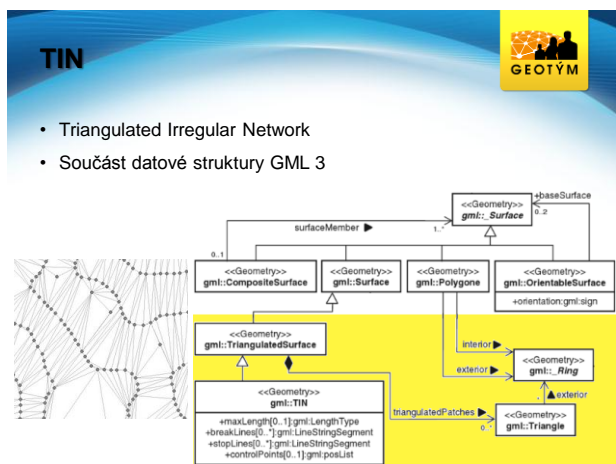 TIN
GEOTÝM
• Triangulated Irregular Network
• Součást datové struktury GML 3
<<Geometry>>
gml::_Surface
+baseSurface
0..2
surfaceMember
1..*
0..1
<<Geometry>>
gml::CompositeSurface
<<Geometry>>
gml::Surface
<<Geometry>>
gml::Polygone
<<Geometry>>
gml::OrientableSurface
+orientation:gml:sign
<<Geometry>>
gml::TriangulatedSurface
interior
exterior
<<Geometry>>
gml::_Ring
exterior
<<Geometry>>
gml::TIN
+maxLength[0..1]:gml:LengthType
+breakLines[0..*]:gml:LineStringSegment
+stopLines[0..*]:gml:LineStringSegment
+controlPoints[0..1]:gml:posList
triangulatedPatches
0..*
<<Geometry>>
gml::Triangle